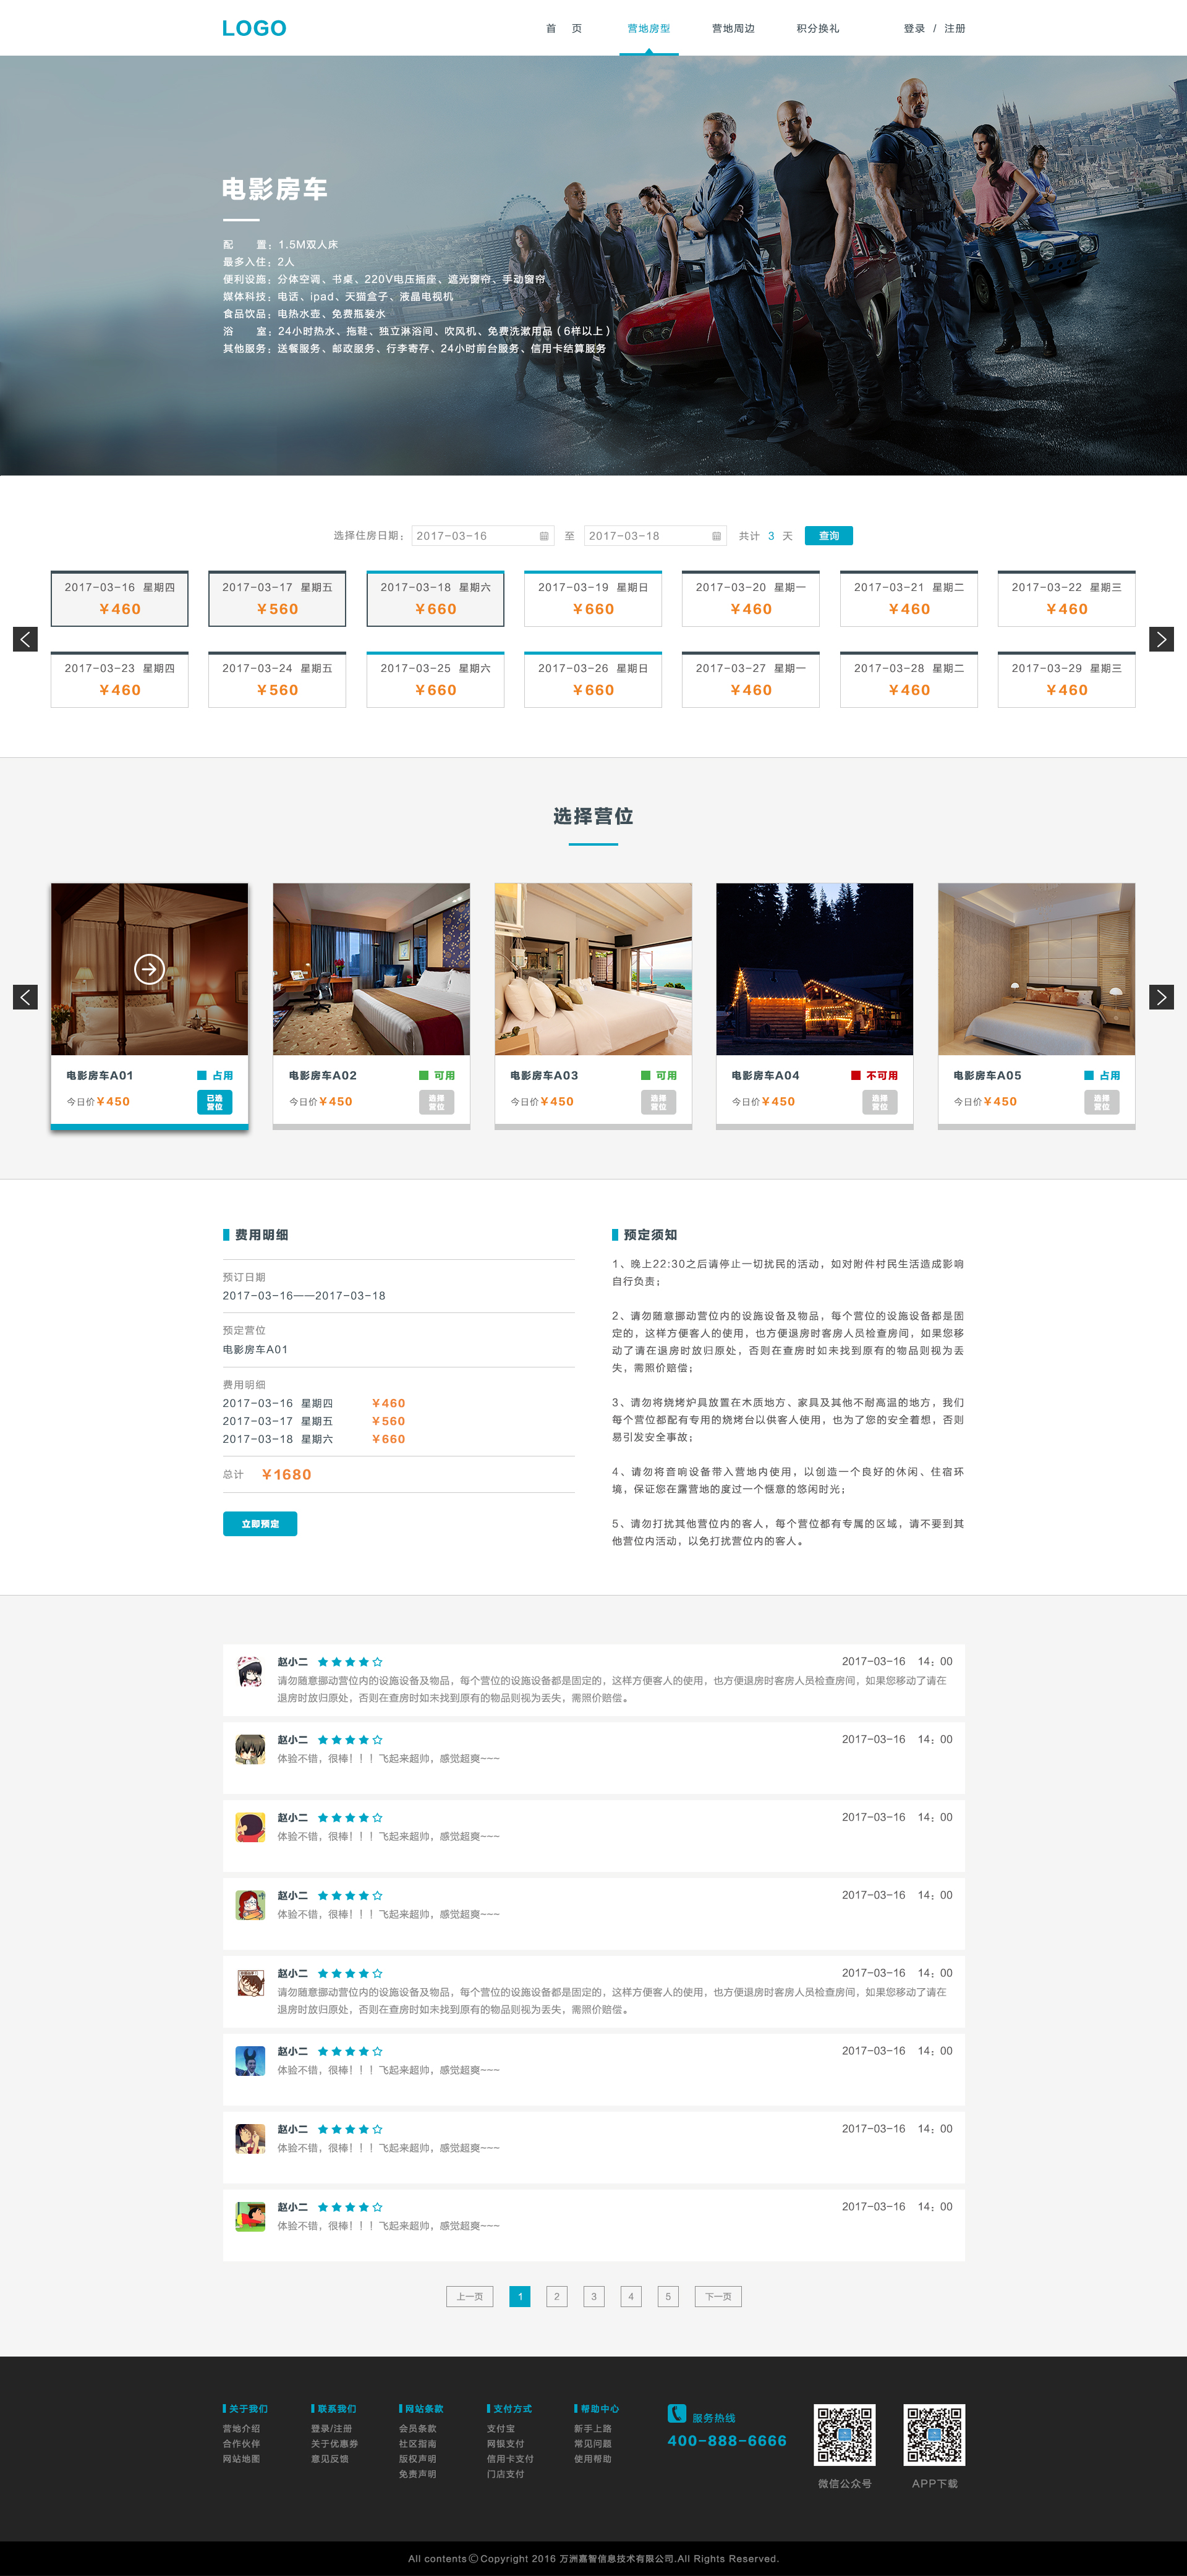 LOGO
首 页 营地房型 营地周边 积分换礼 登录 / 注册
电影房车
配 置：1.5M双人床
最多入住：2人
便利设施：分体空调、书桌、220V电压插座、遮光窗帘、手动窗帘
媒体科技：电话、ipad、天猫盒子、液晶电视机
食品饮品：电热水壶、免费瓶装水
浴 室：24小时热水、拖鞋、独立淋浴间、吹风机、免费洗漱用品（6样以上）
其他服务：送餐服务、邮政服务、行李寄存、24小时前台服务、信用卡结算服务
选择住房日期： 2017-03-16 至 2017-03-18 共计 3 天 查询
2017-03-16 星期四 2017-03-17 星期五 2017-03-18 星期六 2017-03-19 星期日 2017-03-20 星期一 2017-03-21 星期二 2017-03-22 星期三
￥460 ￥560 ￥660 ￥660 ￥460 ￥460 ￥460
2017-03-23 星期四 2017-03-24 星期五 2017-03-25 星期六 2017-03-26 星期日 2017-03-27 星期一 2017-03-28 星期二 2017-03-29 星期三
￥460 ￥560 ￥660 ￥660 ￥460 ￥460 ￥460
选择营位
电影房车A01 占用 电影房车A02 可用 电影房车A03 可用 电影房车A04 不可用 电影房车A05 占用
今日价￥450 已选营位 今日价￥450 选择营位 今日价￥450 选择营位 今日价￥450 选择营位 今日价￥450 选择营位
费用明细
预订日期
2017-03-16——2017-03-18
预定营位
电影房车A01
费用明细
2017-03-16 星期四 ￥460
2017-03-17 星期五 ￥560
2017-03-18 星期六 ￥660
总计 ￥1680
立即预定
预定须知
1、晚上22:30之后请停止一切扰民的活动，如对附件村民生活造成影响
自行负责；
2、请勿随意挪动营位内的设施设备及物品，每个营位的设施设备都是固
定的，这样方便客人的使用，也方便退房时客房人员检查房间，如果您移
动了请在退房时放归原处，否则在查房时如未找到原有的物品则视为丢
失，需照价赔偿；
3、请勿将烧烤炉具放置在木质地方、家具及其他不耐高温的地方，我们
每个营位都配有专用的烧烤台以供客人使用，也为了您的安全着想，否则
易引发安全事故；
4、请勿将音响设备带入营地内使用，以创造一个良好的休闲、住宿环
境，保证您在露营地的度过一个惬意的悠闲时光；
5、请勿打扰其他营位内的客人，每个营位都有专属的区域，请不要到其
他营位内活动，以免打扰营位内的客人。
赵小二 2017-03-16 14：00
请勿随意挪动营位内的设施设备及物品，每个营位的设施设备都是固定的，这样方便客人的使用，也方便退房时客房人员检查房间，如果您移动了请在
退房时放归原处，否则在查房时如未找到原有的物品则视为丢失，需照价赔偿。
赵小二 2017-03-16 14：00
体验不错，很棒！！！飞起来超帅，感觉超爽~~~
赵小二 2017-03-16 14：00
体验不错，很棒！！！飞起来超帅，感觉超爽~~~
赵小二 2017-03-16 14：00
体验不错，很棒！！！飞起来超帅，感觉超爽~~~
赵小二 2017-03-16 14：00
请勿随意挪动营位内的设施设备及物品，每个营位的设施设备都是固定的，这样方便客人的使用，也方便退房时客房人员检查房间，如果您移动了请在
退房时放归原处，否则在查房时如未找到原有的物品则视为丢失，需照价赔偿。
赵小二 2017-03-16 14：00
体验不错，很棒！！！飞起来超帅，感觉超爽~~~
赵小二 2017-03-16 14：00
体验不错，很棒！！！飞起来超帅，感觉超爽~~~
赵小二 2017-03-16 14：00
体验不错，很棒！！！飞起来超帅，感觉超爽~~~
上一页 1 2 3 4 5 下一页
关于我们 联系我们 网站条款 支付方式 帮助中心 服务热线
营地介绍 登录/注册 会员条款 支付宝 新手上路 400-888-6666
合作伙伴 关于优惠券 社区指南 网银支付 常见问题
网站地图 意见反馈 版权声明 信用卡支付 使用帮助
免责声明 门店支付
微信公众号 APP下载
All contents©Copyright 2016 万洲嘉智信息技术有限公司.All Rights Reserved.